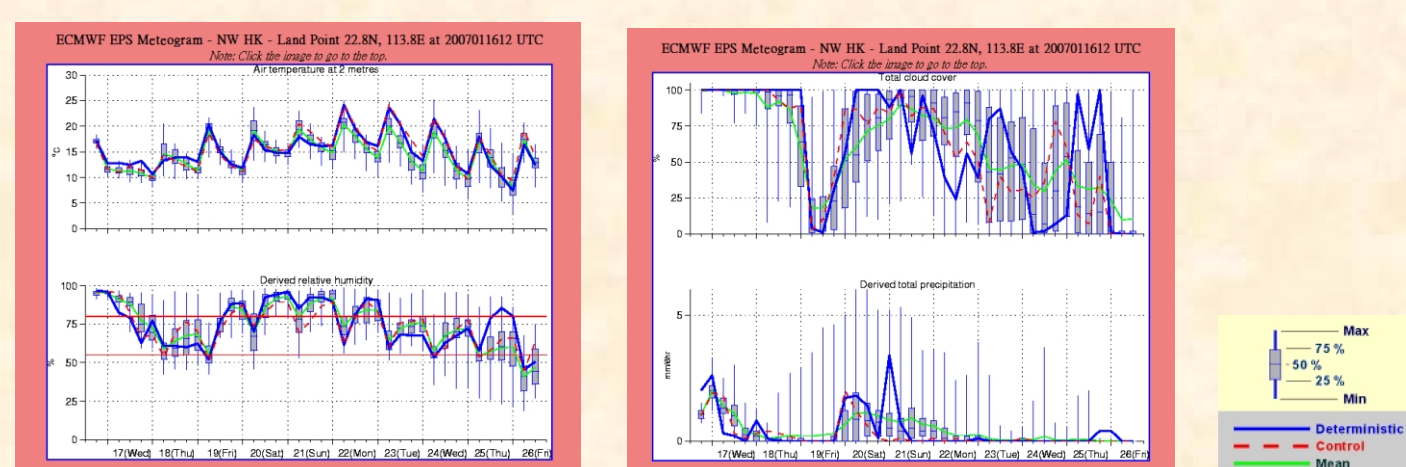 ECMWF EPS Meteogram - NW HK - Land Point 22.8N, 113.8E at 2007011612 UTC
Note: Click the image to go to the top.
Air temperature at 2 metres
30
25
20
15
10
5
0
°C
Derived relative humidity
100
75
50
25
0
%
17(Wed) 18(Thu) 19(Fri) 20(Sat) 21(Sun) 22(Mon) 23(Tue) 24(Wed) 25(Thu) 26(Fri)
ECMWF EPS Meteogram - NW HK - Land Point 22.8N, 113.8E at 2007011612 UTC
Note: Click the image to go to the top.
Total cloud cover
100
75
50
25
0
%
Derived total precipitation
5
0
mm/6hr
17(Wed) 18(Thu) 19(Fri) 20(Sat) 21(Sun) 22(Mon) 23(Tue) 24(Wed) 25(Thu) 26(Fri)
Max
75 %
50 %
25 %
Min
Deterministic
Control
Mean